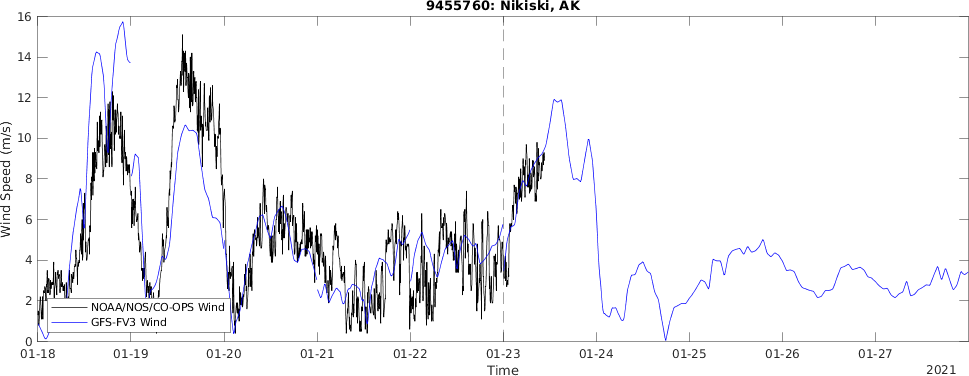 9455760: Nikiski, AK
Wind Speed (m/s)
16
14
12
10
8
6
4
2
0
NOAA/NOS/CO-OPS Wind
GFS-FV3 Wind
01-18 01-19 01-20 01-21 01-22 01-23 01-24 01-25 01-26 01-27
Time
2021